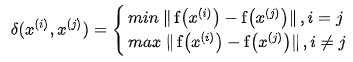 δ(x⁽ⁱ⁾, x⁽ʲ⁾) = { min ‖ f(x⁽ⁱ⁾) − f(x⁽ʲ⁾) ‖, i = j
max ‖ f(x⁽ⁱ⁾) − f(x⁽ʲ⁾) ‖, i ≠ j